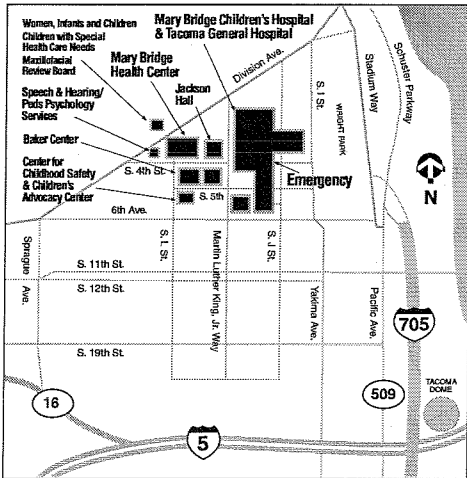 Women, Infants and Children
Children with Special
Health Care Needs
Maxillofacial
Review Board
Speech & Hearing/
Peds Psychology
Services
Baker Center
Center for
Childhood Safety
& Children's
Advocacy Center
Mary Bridge
Health Center
Jackson
Hall
Mary Bridge Children's Hospital
& Tacoma General Hospital
Division Ave.
S. I St.
WRIGHT PARK
Stadium Way
Schuster Parkway
N
Emergency
S. 4th St.
S. 5th
6th Ave.
Sprague
Ave.
S. L St.
Martin Luther King, Jr. Way
S. J St.
Yakima Ave.
Pacific Ave.
S. 11th St.
S. 12th St.
S. 19th St.
705
509
16
5
TACOMA
DOME